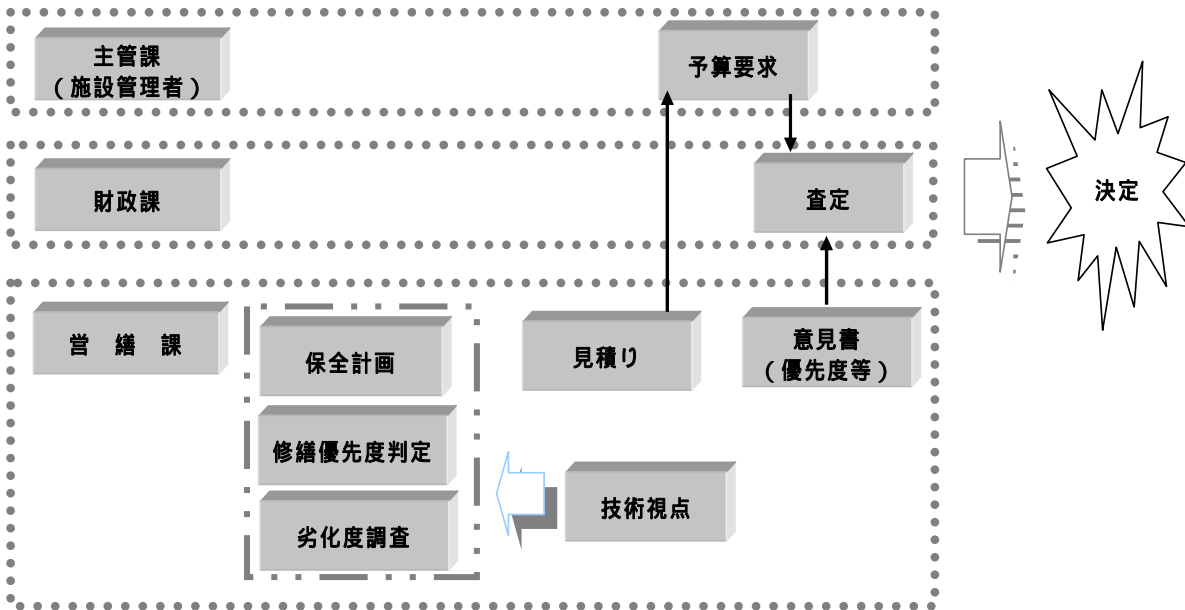 主管課
（施設管理者）
予算要求
財政課
査定
決定
営　繕　課
保全計画
見積り
意見書
（優先度等）
修繕優先度判定
技術視点
劣化度調査